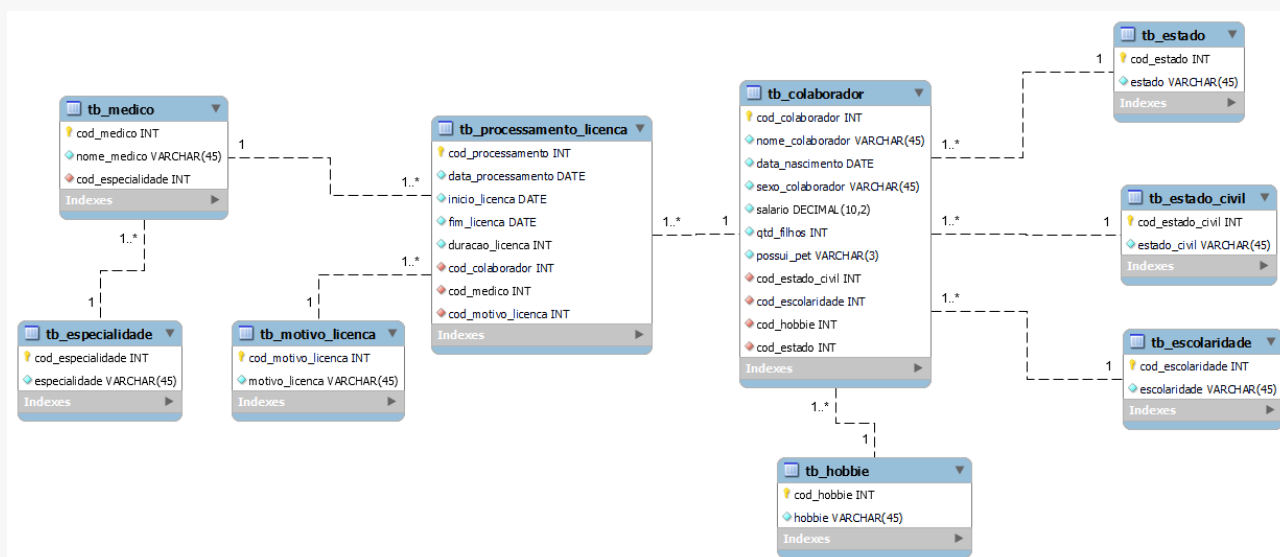 tb_estado
cod_estado INT
estado VARCHAR(45)
Indexes
1
1..*
tb_medico
cod_medico INT
nome_medico VARCHAR(45)
cod_especialidade INT
Indexes
1
1..*
1..*
1
tb_processamento_licenca
cod_processamento INT
data_processamento DATE
inicio_licenca DATE
fim_licenca DATE
duracao_licenca INT
cod_colaborador INT
cod_medico INT
cod_motivo_licenca INT
Indexes
1..*
1
1..*
1
tb_colaborador
cod_colaborador INT
nome_colaborador VARCHAR(45)
data_nascimento DATE
sexo_colaborador VARCHAR(45)
salario DECIMAL(10,2)
qtd_filhos INT
possui_pet VARCHAR(3)
cod_estado_civil INT
cod_escolaridade INT
cod_hobbie INT
cod_estado INT
Indexes
1..*
1
tb_estado_civil
cod_estado_civil INT
estado_civil VARCHAR(45)
Indexes
1..*
1
tb_especialidade
cod_especialidade INT
especialidade VARCHAR(45)
Indexes
tb_motivo_licenca
cod_motivo_licenca INT
motivo_licenca VARCHAR(45)
Indexes
tb_escolaridade
cod_escolaridade INT
escolaridade VARCHAR(45)
Indexes
1..*
1
tb_hobbie
cod_hobbie INT
hobbie VARCHAR(45)
Indexes